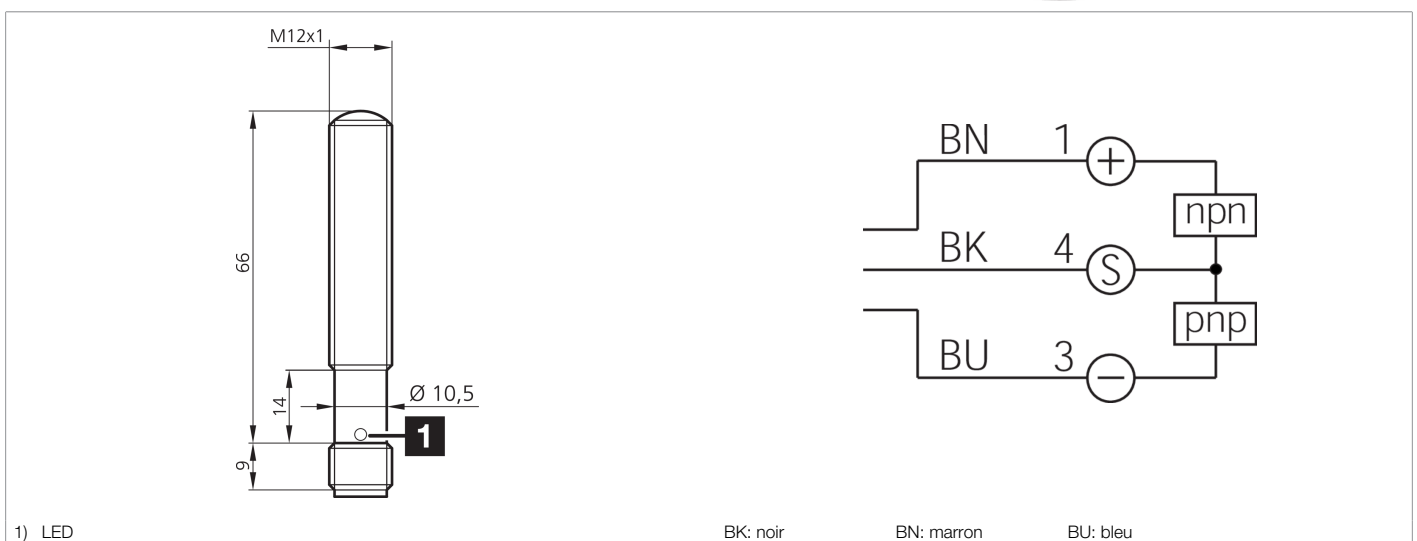 M12x1
66
14
Ø 10,5
1
9
BN 1 +
npn
BK 4 S
pnp
BU 3 −
1) LED
BK: noir BN: marron BU: bleu